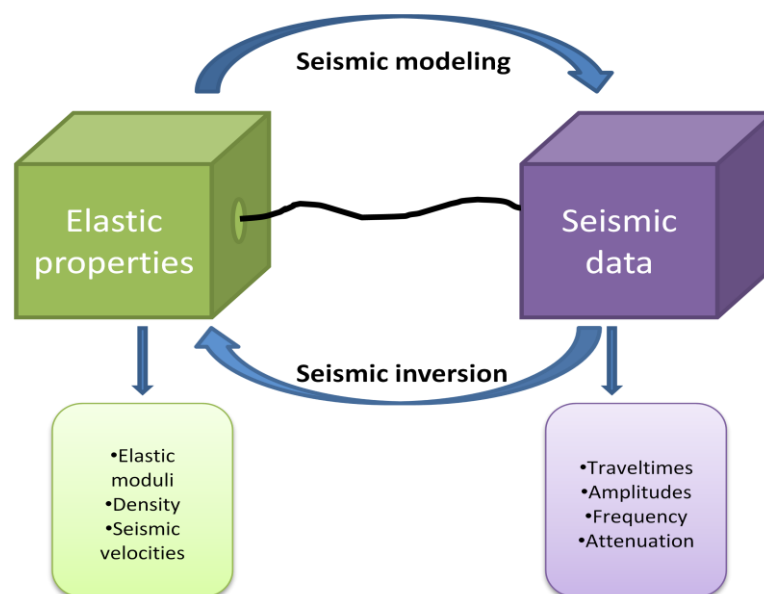 Seismic modeling
Elastic
properties
Seismic
data
Seismic inversion
•Elastic
moduli
•Density
•Seismic
velocities
•Traveltimes
•Amplitudes
•Frequency
•Attenuation